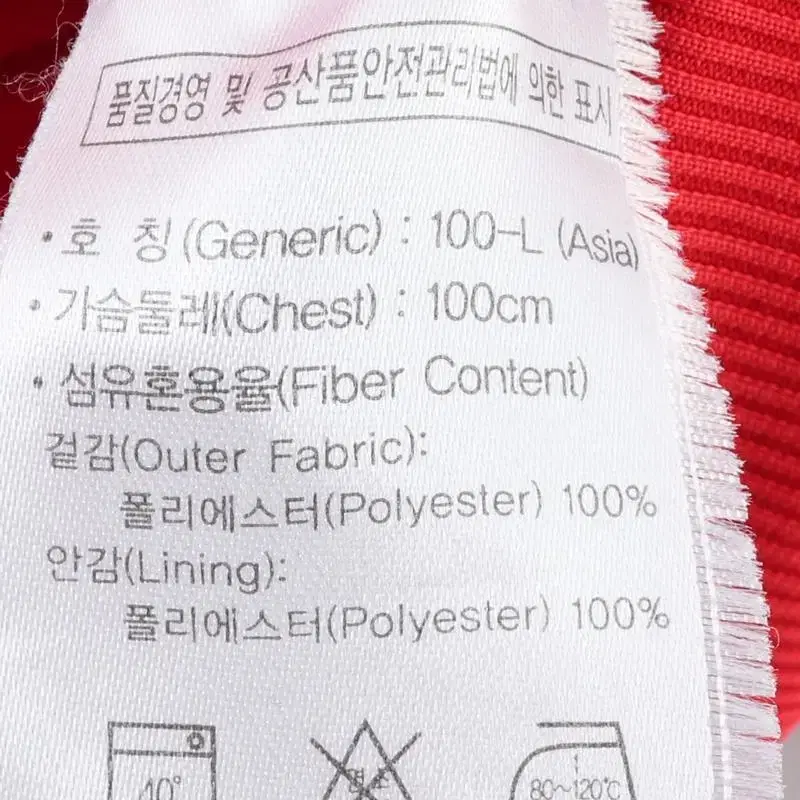 품질경영 및 공산품안전관리법에 의한 표시
·호 칭(Generic) : 100-L (Asia)
·가슴둘레(Chest) : 100cm
·섬유혼용율(Fiber Content)
겉감(Outer Fabric):
폴리에스터(Polyester) 100%
안감(Lining):
폴리에스터(Polyester) 100%
40° 염소 80~120℃